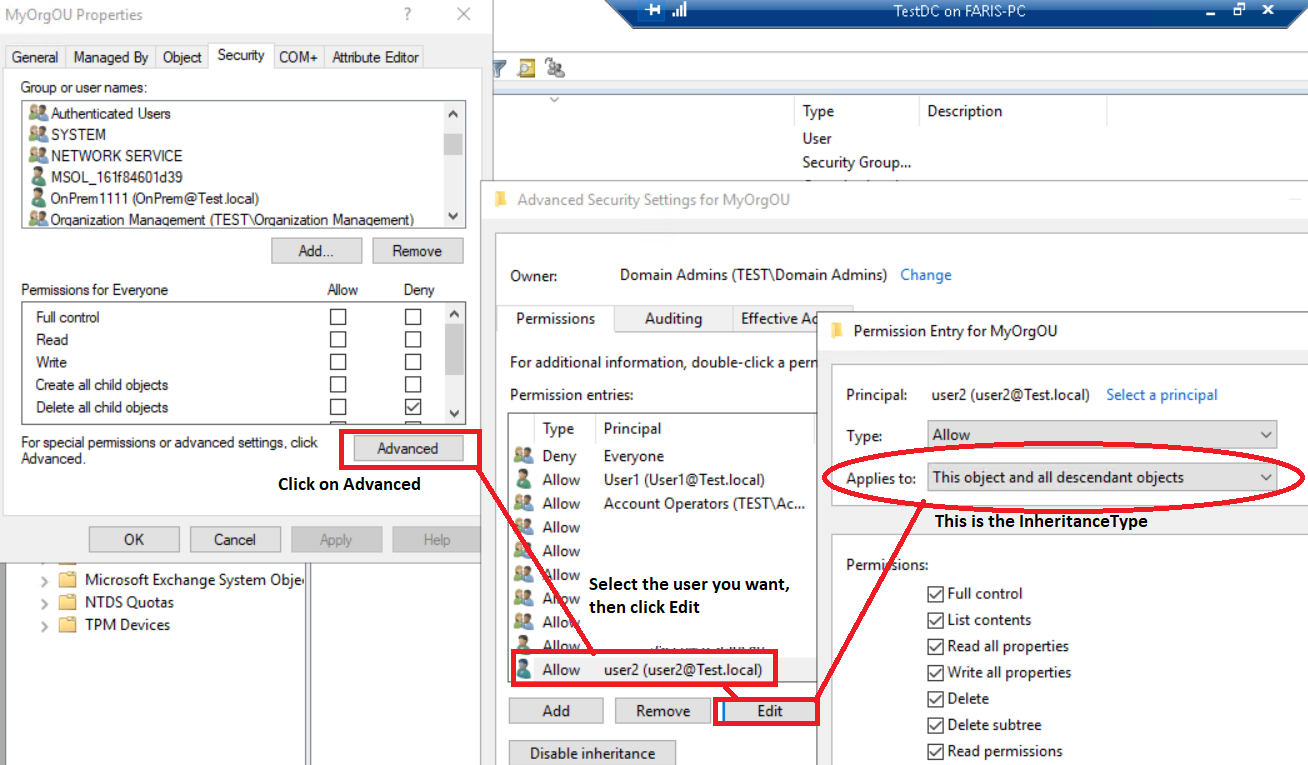 MyOrgOU Properties
?
TestDC on FARIS-PC
General Managed By Object Security COM+ Attribute Editor
Group or user names:
Authenticated Users
SYSTEM
NETWORK SERVICE
MSOL_161f84601d39
OnPrem1111 (OnPrem@Test.local)
Organization Management (TEST\Organization Management)
Add...
Remove
Permissions for Everyone
Allow
Deny
Full control
Read
Write
Create all child objects
Delete all child objects
For special permissions or advanced settings, click
Advanced.
Advanced
Click on Advanced
OK
Cancel
Apply
Help
Microsoft Exchange System Obje
NTDS Quotas
TPM Devices
Type
Description
User
Security Group...
Advanced Security Settings for MyOrgOU
Owner:
Domain Admins (TEST\Domain Admins)
Change
Permissions
Auditing
Effective Ac
For additional information, double-click a perm
Permission entries:
Type
Principal
Deny Everyone
Allow User1 (User1@Test.local)
Allow Account Operators (TEST\Ac...
Allow
Allow
Allow
Allow
Allow
Allow
Allow user2 (user2@Test.local)
Select the user you want,
then click Edit
Add
Remove
Edit
Disable inheritance
Permission Entry for MyOrgOU
Principal:
user2 (user2@Test.local)
Select a principal
Type:
Allow
Applies to:
This object and all descendant objects
This is the InheritanceType
Permissions:
Full control
List contents
Read all properties
Write all properties
Delete
Delete subtree
Read permissions